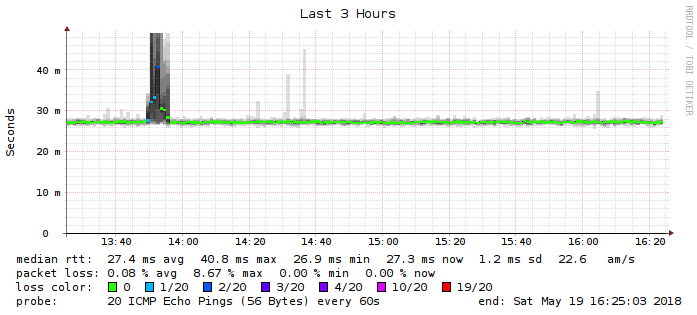 Last 3 Hours
RRDTOOL / TOBI OETIKER
Seconds
40 m
30 m
20 m
10 m
0
13:40 14:00 14:20 14:40 15:00 15:20 15:40 16:00 16:20
median rtt: 27.4 ms avg 40.8 ms max 26.9 ms min 27.3 ms now 1.2 ms sd 22.6 am/s
packet loss: 0.08 % avg 8.67 % max 0.00 % min 0.00 % now
loss color: 0 1/20 2/20 3/20 4/20 10/20 19/20
probe: 20 ICMP Echo Pings (56 Bytes) every 60s end: Sat May 19 16:25:03 2018